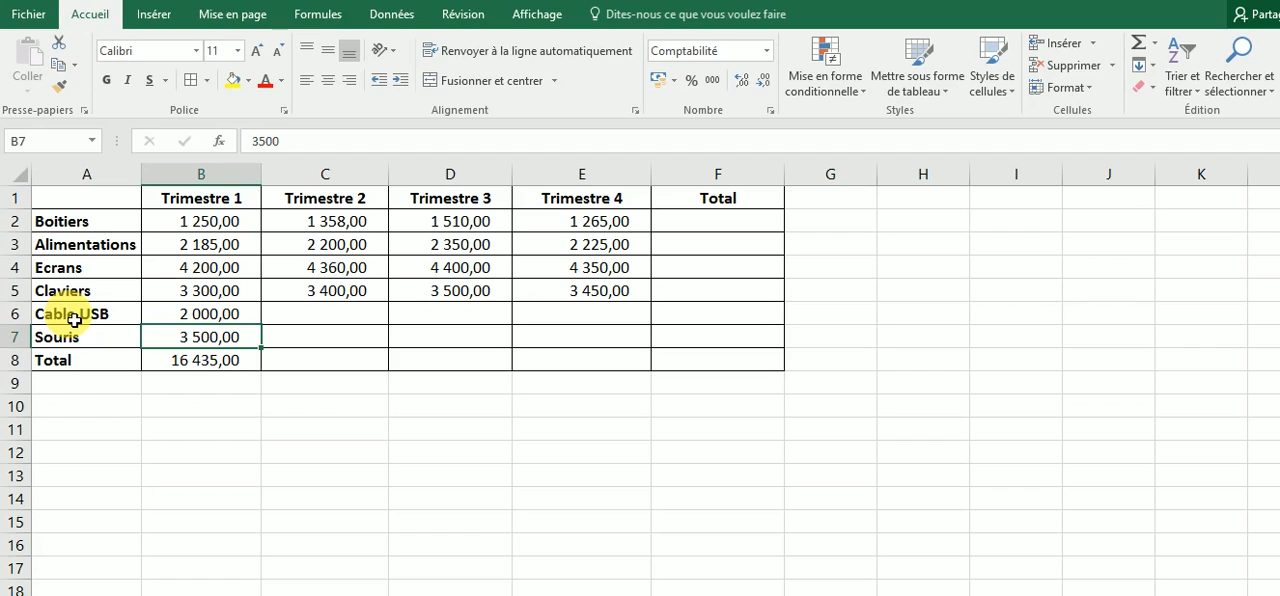 Fichier Accueil Insérer Mise en page Formules Données Révision Affichage Dites-nous ce que vous voulez faire Partag
Calibri 11 Renvoyer à la ligne automatiquement Comptabilité Insérer
Coller G I S Fusionner et centrer % 000 Mise en forme conditionnelle Mettre sous forme de tableau Styles de cellules Supprimer Format Trier et filtrer Rechercher et sélectionner
Presse-papiers Police Alignement Nombre Styles Cellules Édition
B7 fx 3500
A B C D E F G H I J K
1 Trimestre 1 Trimestre 2 Trimestre 3 Trimestre 4 Total
2 Boitiers 1 250,00 1 358,00 1 510,00 1 265,00
3 Alimentations 2 185,00 2 200,00 2 350,00 2 225,00
4 Ecrans 4 200,00 4 360,00 4 400,00 4 350,00
5 Claviers 3 300,00 3 400,00 3 500,00 3 450,00
6 Cable USB 2 000,00
7 Souris 3 500,00
8 Total 16 435,00
9
10
11
12
13
14
15
16
17
18